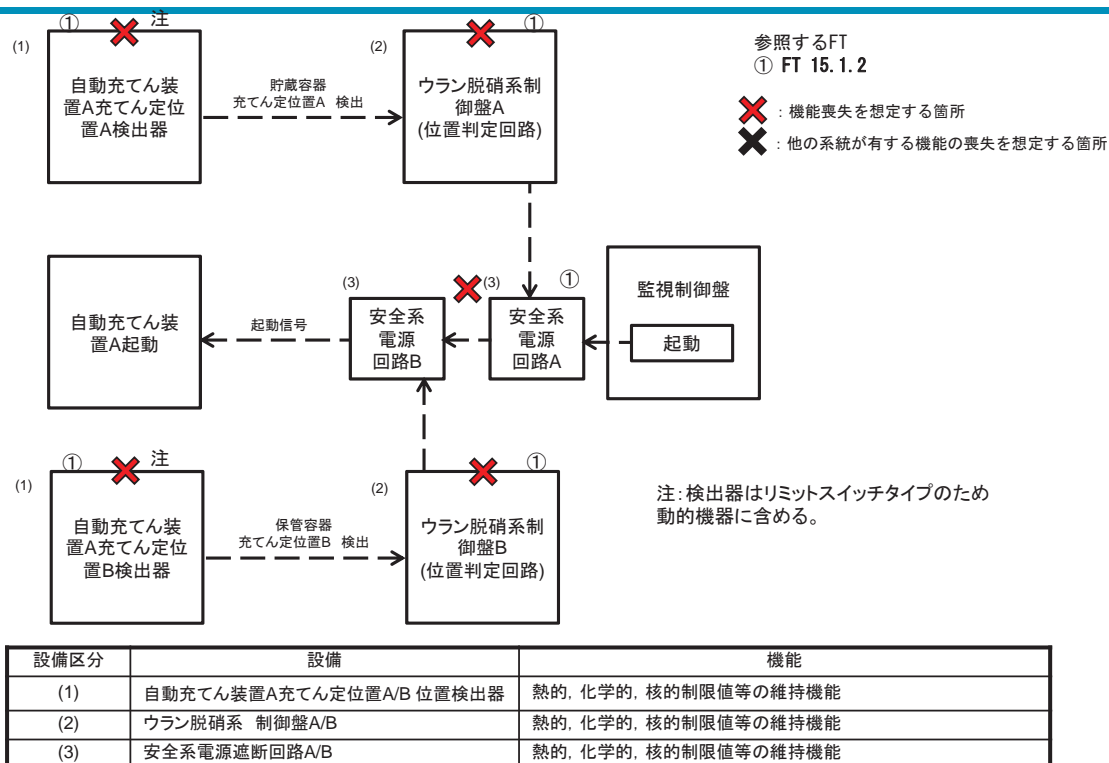 ① 注
(1)
自動充てん装
置A充てん定位
置A検出器
貯蔵容器
充てん定位置A 検出
①
(2)
ウラン脱硝系制
御盤A
(位置判定回路)
参照するFT
① FT 15.1.2
：機能喪失を想定する箇所
：他の系統が有する機能の喪失を想定する箇所
自動充てん装
置A起動
起動信号
(3)
安全系
電源
回路B
(3) ①
安全系
電源
回路A
監視制御盤
起動
① 注
(1)
自動充てん装
置A充てん定位
置B検出器
保管容器
充てん定位置B 検出
①
(2)
ウラン脱硝系制
御盤B
(位置判定回路)
注：検出器はリミットスイッチタイプのため
動的機器に含める。
設備区分 設備 機能
(1) 自動充てん装置A充てん定位置A/B 位置検出器 熱的，化学的，核的制限値等の維持機能
(2) ウラン脱硝系 制御盤A/B 熱的，化学的，核的制限値等の維持機能
(3) 安全系電源遮断回路A/B 熱的，化学的，核的制限値等の維持機能